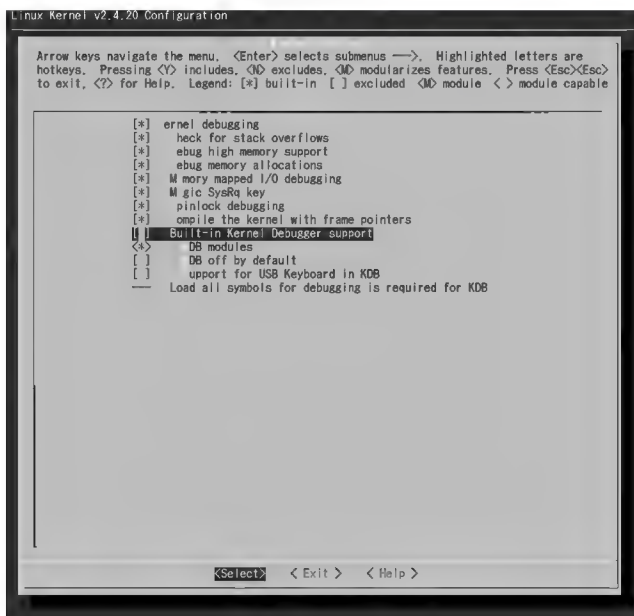 Linux Kernel v2.4.20 Configuration
Arrow keys navigate the menu. <Enter> selects submenus --->. Highlighted letters are
hotkeys. Pressing <Y> includes, <N> excludes, <M> modularizes features. Press <Esc><Esc>
to exit, <?> for Help. Legend: [*] built-in [ ] excluded <M> module < > module capable
[*] ernel debugging
[*] heck for stack overflows
[*] ebug high memory support
[*] ebug memory allocations
[*] M mory mapped I/O debugging
[*] M gic SysRq key
[*] pinlock debugging
[*] ompile the kernel with frame pointers
[ ] Built-in Kernel Debugger support
<*> DB modules
[ ] DB off by default
[ ] upport for USB Keyboard in KDB
--- Load all symbols for debugging is required for KDB
<Select> < Exit > < Help >